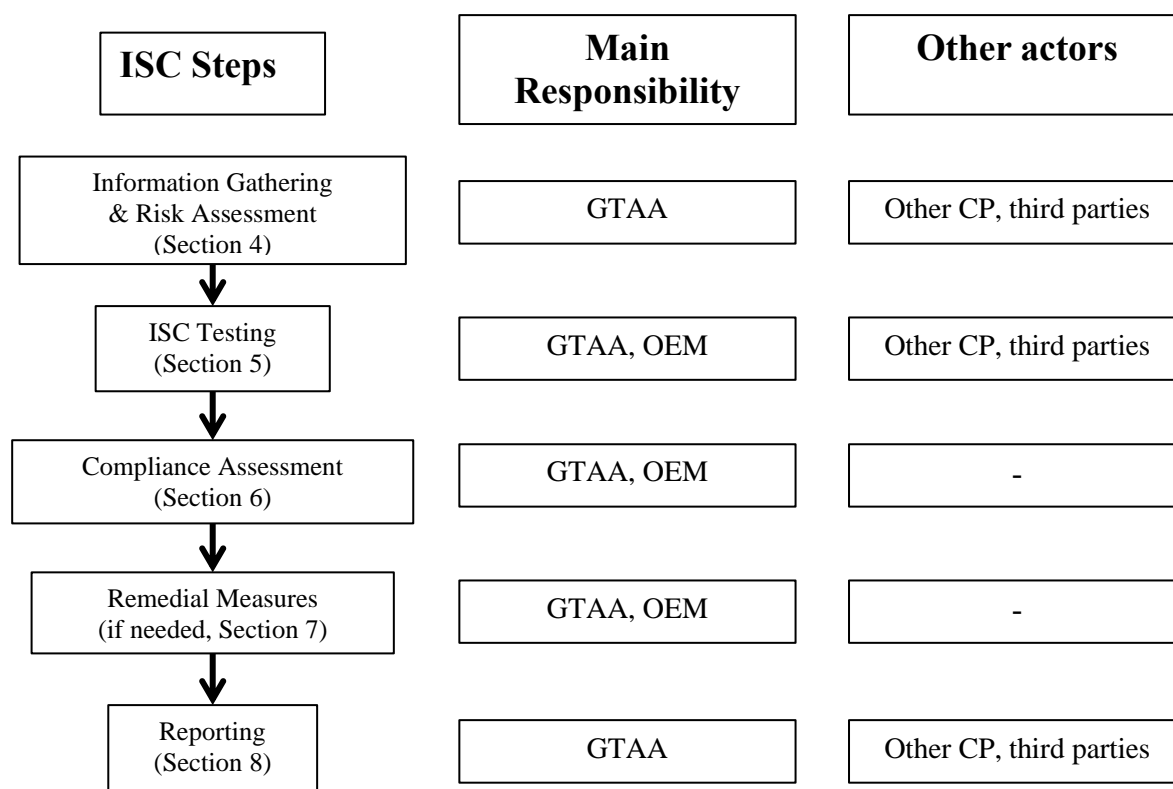 ISC Steps
Main
Responsibility
Other actors
Information Gathering
& Risk Assessment
(Section 4)
GTAA
Other CP, third parties
ISC Testing
(Section 5)
GTAA, OEM
Other CP, third parties
Compliance Assessment
(Section 6)
GTAA, OEM
-
Remedial Measures
(if needed, Section 7)
GTAA, OEM
-
Reporting
(Section 8)
GTAA
Other CP, third parties